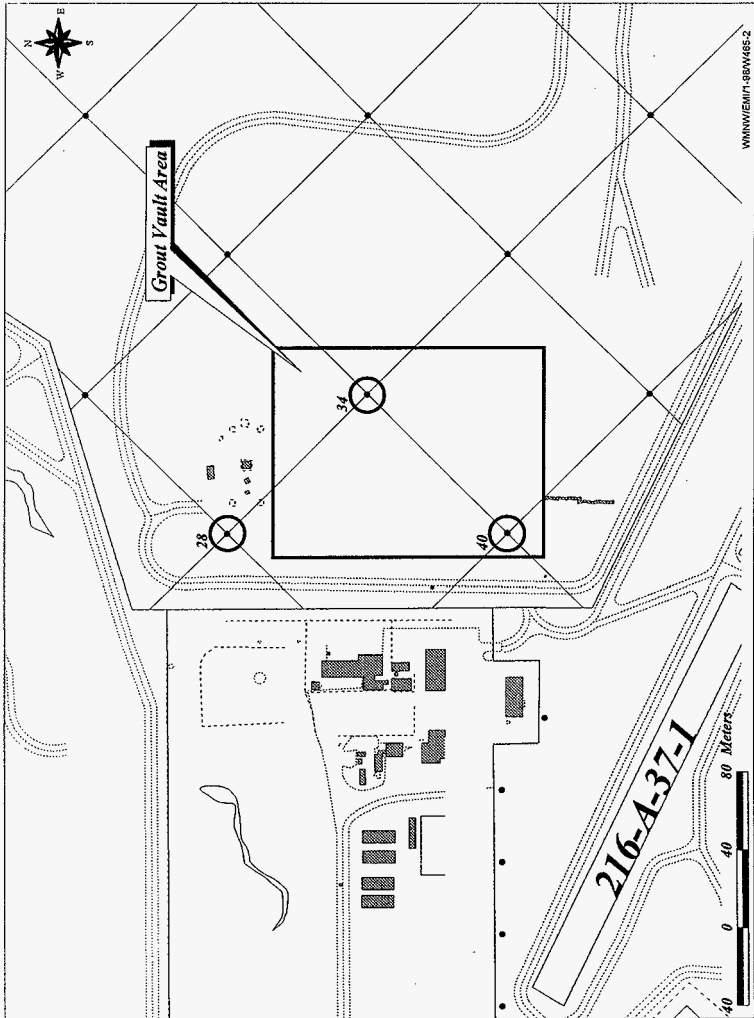 N
E
S
W
Grout Vault Area
28
34
40
216-A-37-1
40 0 40 80 Meters
WMNW/EMI/1-98/W465-2